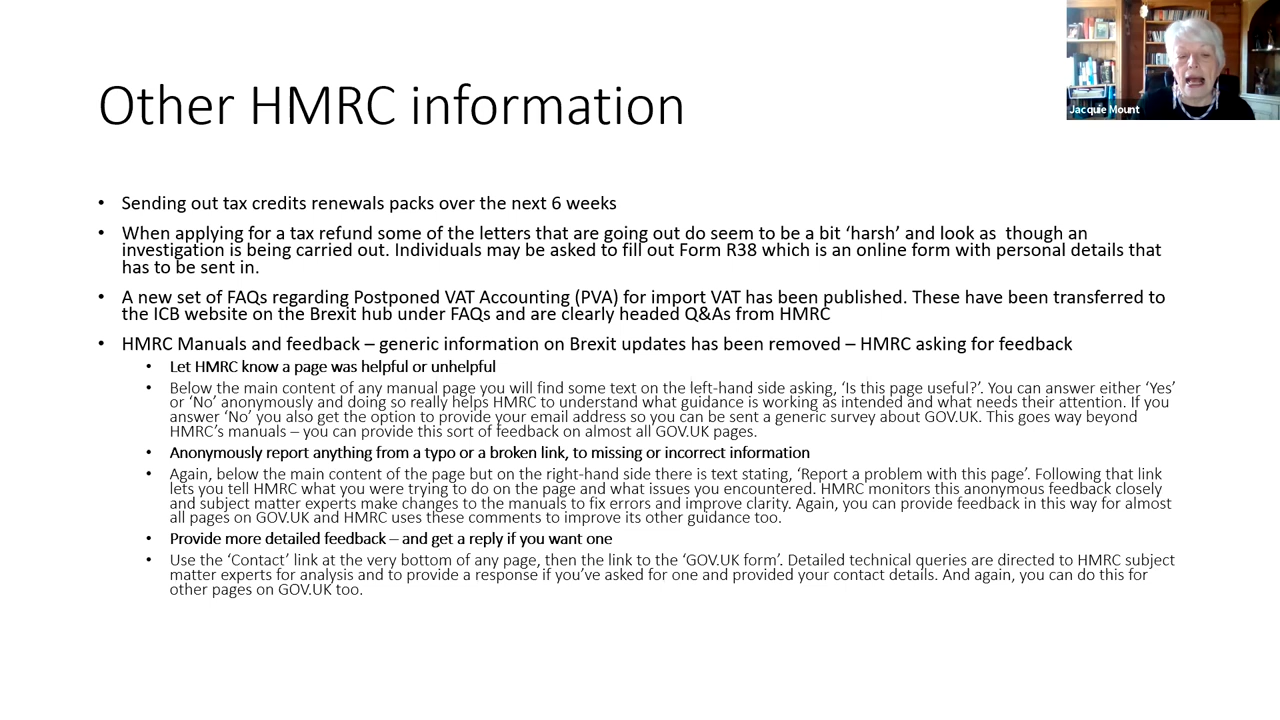 Other HMRC information
Jacquie Mount
• Sending out tax credits renewals packs over the next 6 weeks
• When applying for a tax refund some of the letters that are going out do seem to be a bit ‘harsh’ and look as  though an
investigation is being carried out. Individuals may be asked to fill out Form R38 which is an online form with personal details that
has to be sent in.
• A new set of FAQs regarding Postponed VAT Accounting (PVA) for import VAT has been published. These have been transferred to
the ICB website on the Brexit hub under FAQs and are clearly headed Q&As from HMRC
• HMRC Manuals and feedback – generic information on Brexit updates has been removed – HMRC asking for feedback
• Let HMRC know a page was helpful or unhelpful
• Below the main content of any manual page you will find some text on the left-hand side asking, ‘Is this page useful?’. You can answer either ‘Yes’
or ‘No’ anonymously and doing so really helps HMRC to understand what guidance is working as intended and what needs their attention. If you
answer ‘No’ you also get the option to provide your email address so you can be sent a generic survey about GOV.UK. This goes way beyond
HMRC’s manuals – you can provide this sort of feedback on almost all GOV.UK pages.
• Anonymously report anything from a typo or a broken link, to missing or incorrect information
• Again, below the main content of the page but on the right-hand side there is text stating, ‘Report a problem with this page’. Following that link
lets you tell HMRC what you were trying to do on the page and what issues you encountered. HMRC monitors this anonymous feedback closely
and subject matter experts make changes to the manuals to fix errors and improve clarity. Again, you can provide feedback in this way for almost
all pages on GOV.UK and HMRC uses these comments to improve its other guidance too.
• Provide more detailed feedback – and get a reply if you want one
• Use the ‘Contact’ link at the very bottom of any page, then the link to the ‘GOV.UK form’. Detailed technical queries are directed to HMRC subject
matter experts for analysis and to provide a response if you’ve asked for one and provided your contact details. And again, you can do this for
other pages on GOV.UK too.